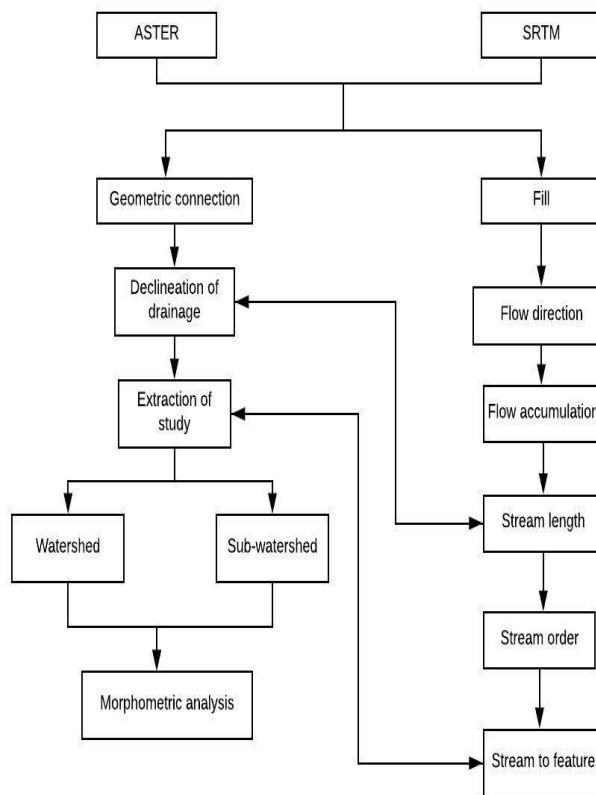 ASTER
SRTM
Geometric connection
Fill
Declineation of
drainage
Flow direction
Extraction of
study
Flow accumulation
Watershed
Sub-watershed
Stream length
Stream order
Morphometric analysis
Stream to feature